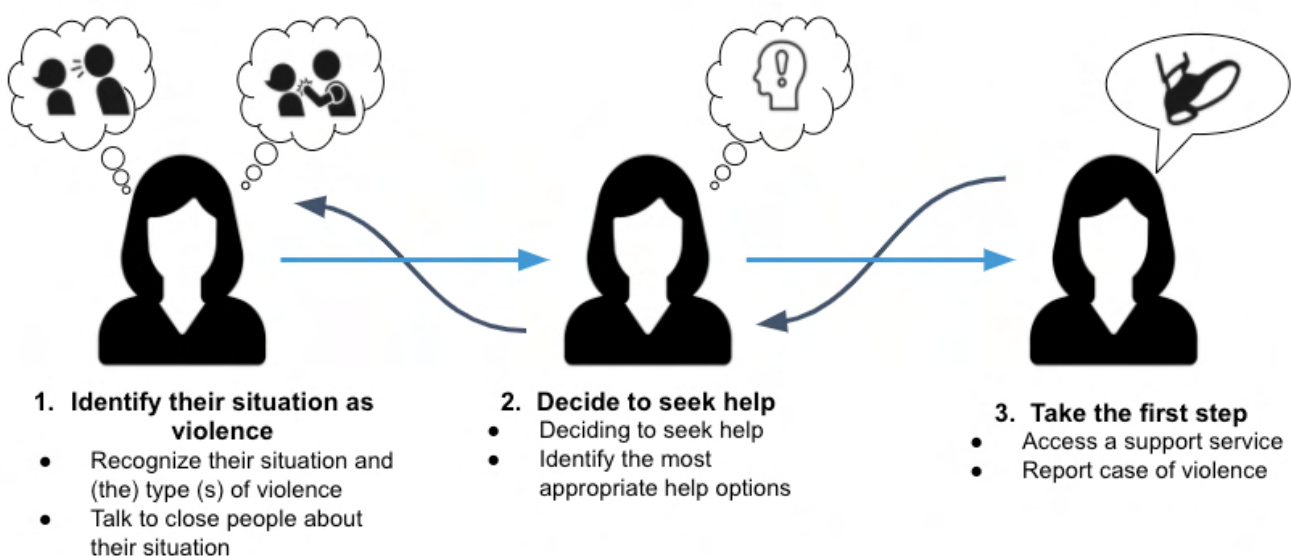 1. Identify their situation as
violence
● Recognize their situation and
(the) type (s) of violence
● Talk to close people about
their situation
2. Decide to seek help
● Deciding to seek help
● Identify the most
appropriate help options
3. Take the first step
● Access a support service
● Report case of violence